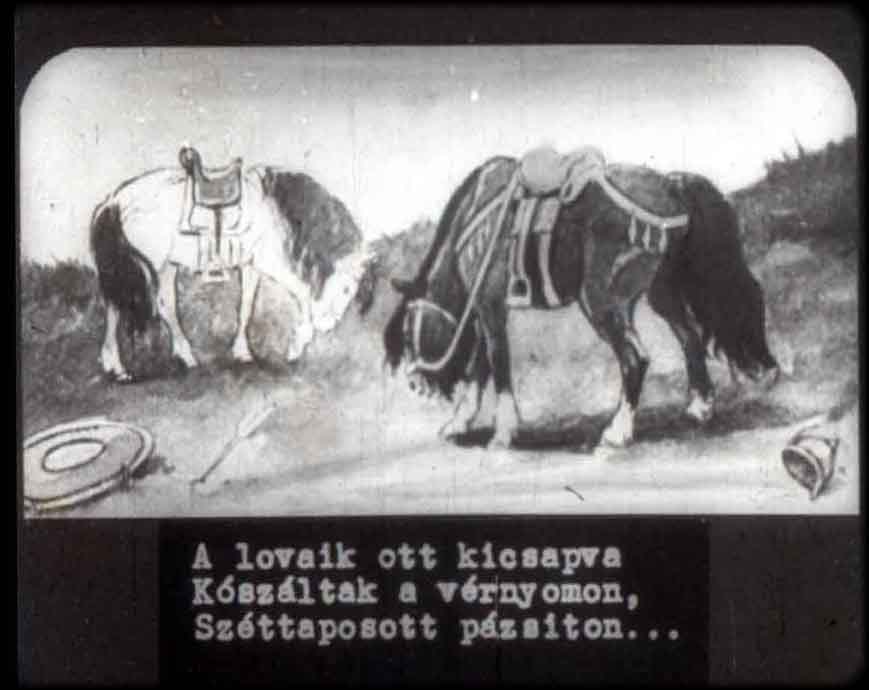 A lovaik ott kicsapva
Kószáltak a vérnyomon,
Széttaposott pázsiton...